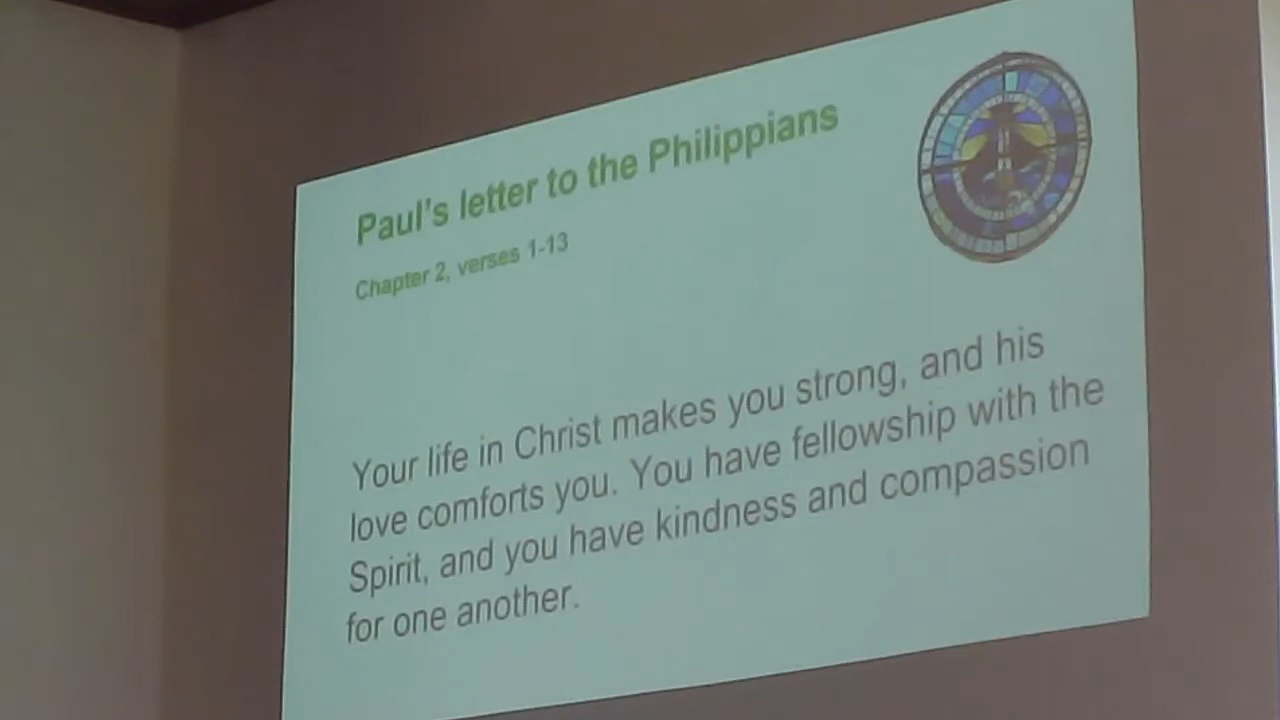 Paul's letter to the Philippians
Chapter 2, verses 1-13
Your life in Christ makes you strong, and his
love comforts you. You have fellowship with the
Spirit, and you have kindness and compassion
for one another.